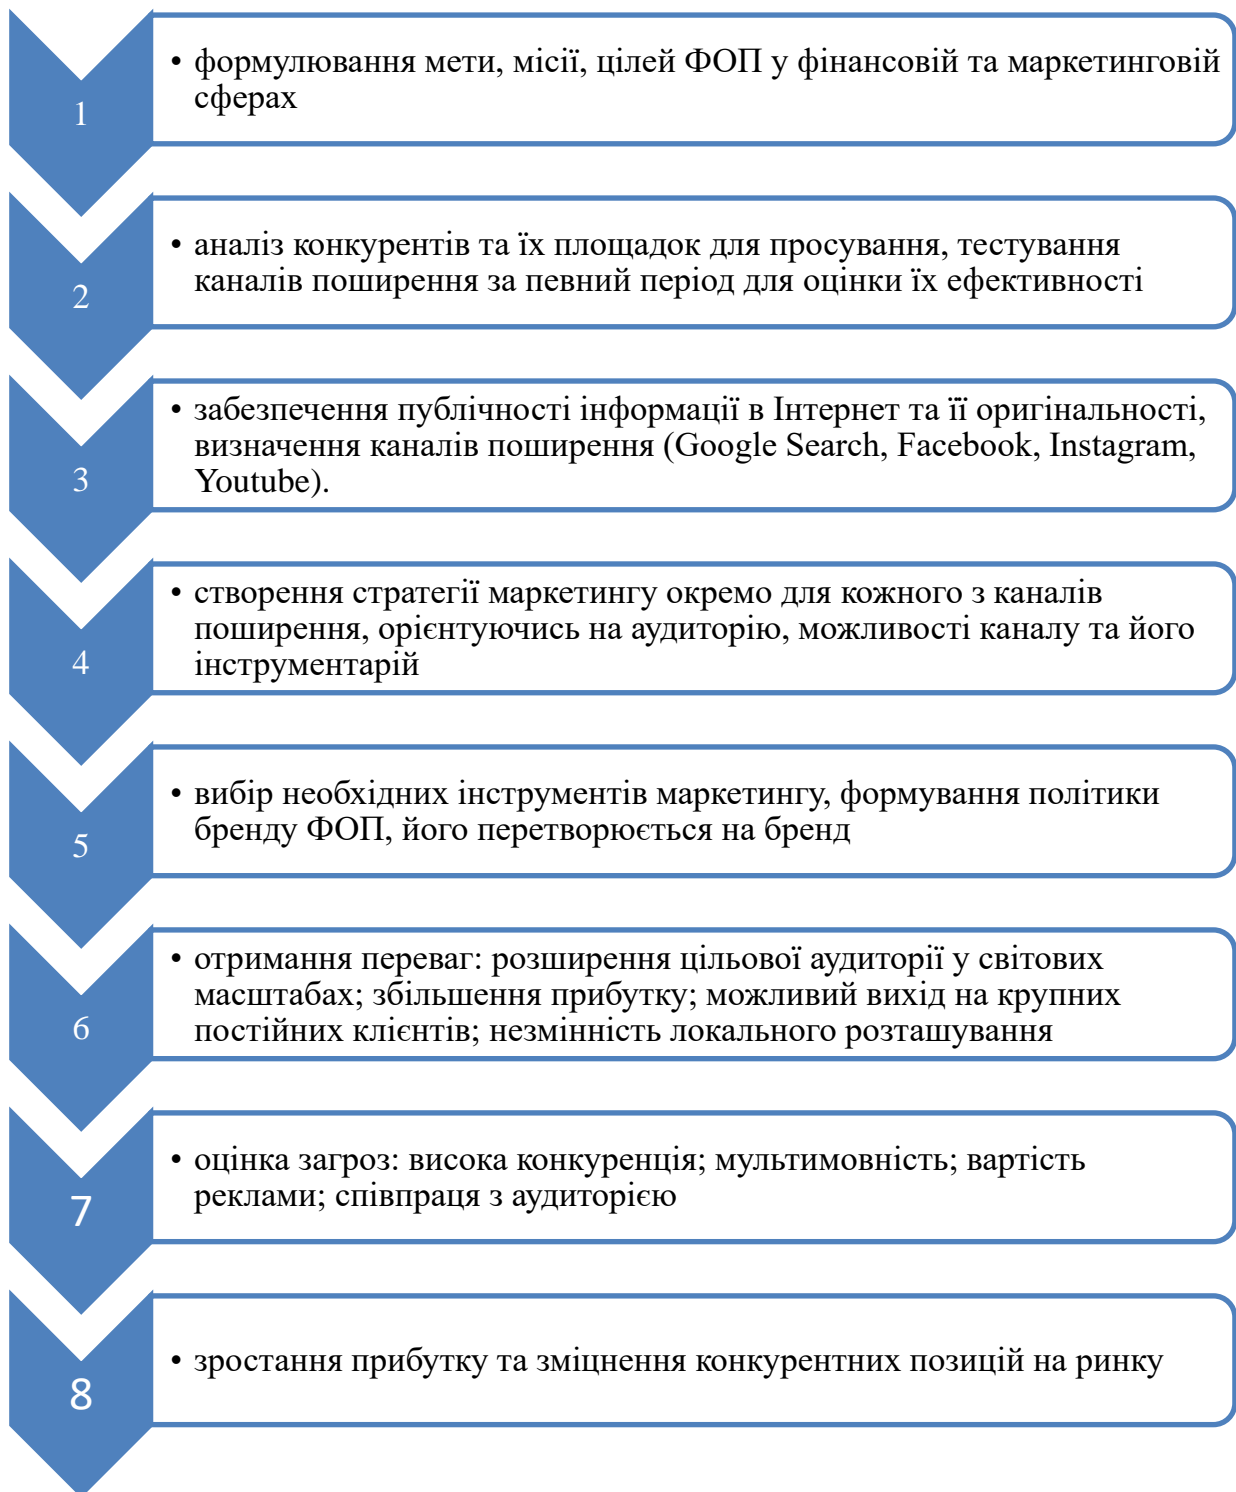 1
• формулювання мети, місії, цілей ФОП у фінансовій та маркетинговій
сферах
2
• аналіз конкурентів та їх площадок для просування, тестування
каналів поширення за певний період для оцінки їх ефективності
3
• забезпечення публічності інформації в Інтернет та її оригінальності,
визначення каналів поширення (Google Search, Facebook, Instagram,
Youtube).
4
• створення стратегії маркетингу окремо для кожного з каналів
поширення, орієнтуючись на аудиторію, можливості каналу та його
інструментарій
5
• вибір необхідних інструментів маркетингу, формування політики
бренду ФОП, його перетворюється на бренд
6
• отримання переваг: розширення цільової аудиторії у світових
масштабах; збільшення прибутку; можливий вихід на крупних
постійних клієнтів; незмінність локального розташування
7
• оцінка загроз: висока конкуренція; мультимовність; вартість
реклами; співпраця з аудиторією
8
• зростання прибутку та зміцнення конкурентних позицій на ринку